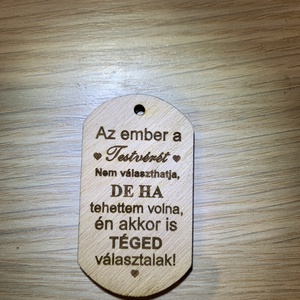 Az ember a
♥ Testvérét ♥
Nem választhatja,
DE HA
tehettem volna,
én akkor is
TÉGED
választalak!
♥